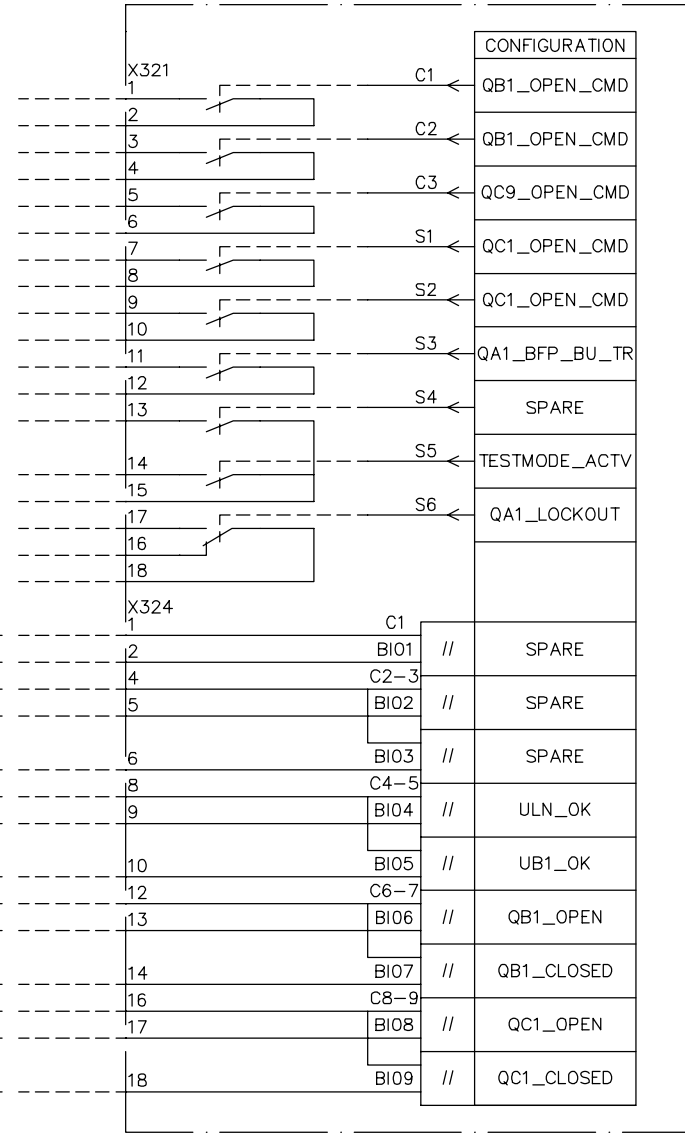 CONFIGURATION
X321
1
C1
QB1_OPEN_CMD
2
3
C2
QB1_OPEN_CMD
4
5
C3
QC9_OPEN_CMD
6
7
S1
QC1_OPEN_CMD
8
9
S2
QC1_OPEN_CMD
10
11
S3
QA1_BFP_BU_TR
12
13
S4
SPARE
14
S5
TESTMODE_ACTV
15
17
S6
QA1_LOCKOUT
16
18
X324
1
C1
2
BI01
//
SPARE
4
C2-3
5
BI02
//
SPARE
6
BI03
//
SPARE
8
C4-5
9
BI04
//
ULN_OK
10
BI05
//
UB1_OK
12
C6-7
13
BI06
//
QB1_OPEN
14
BI07
//
QB1_CLOSED
16
C8-9
17
BI08
//
QC1_OPEN
18
BI09
//
QC1_CLOSED